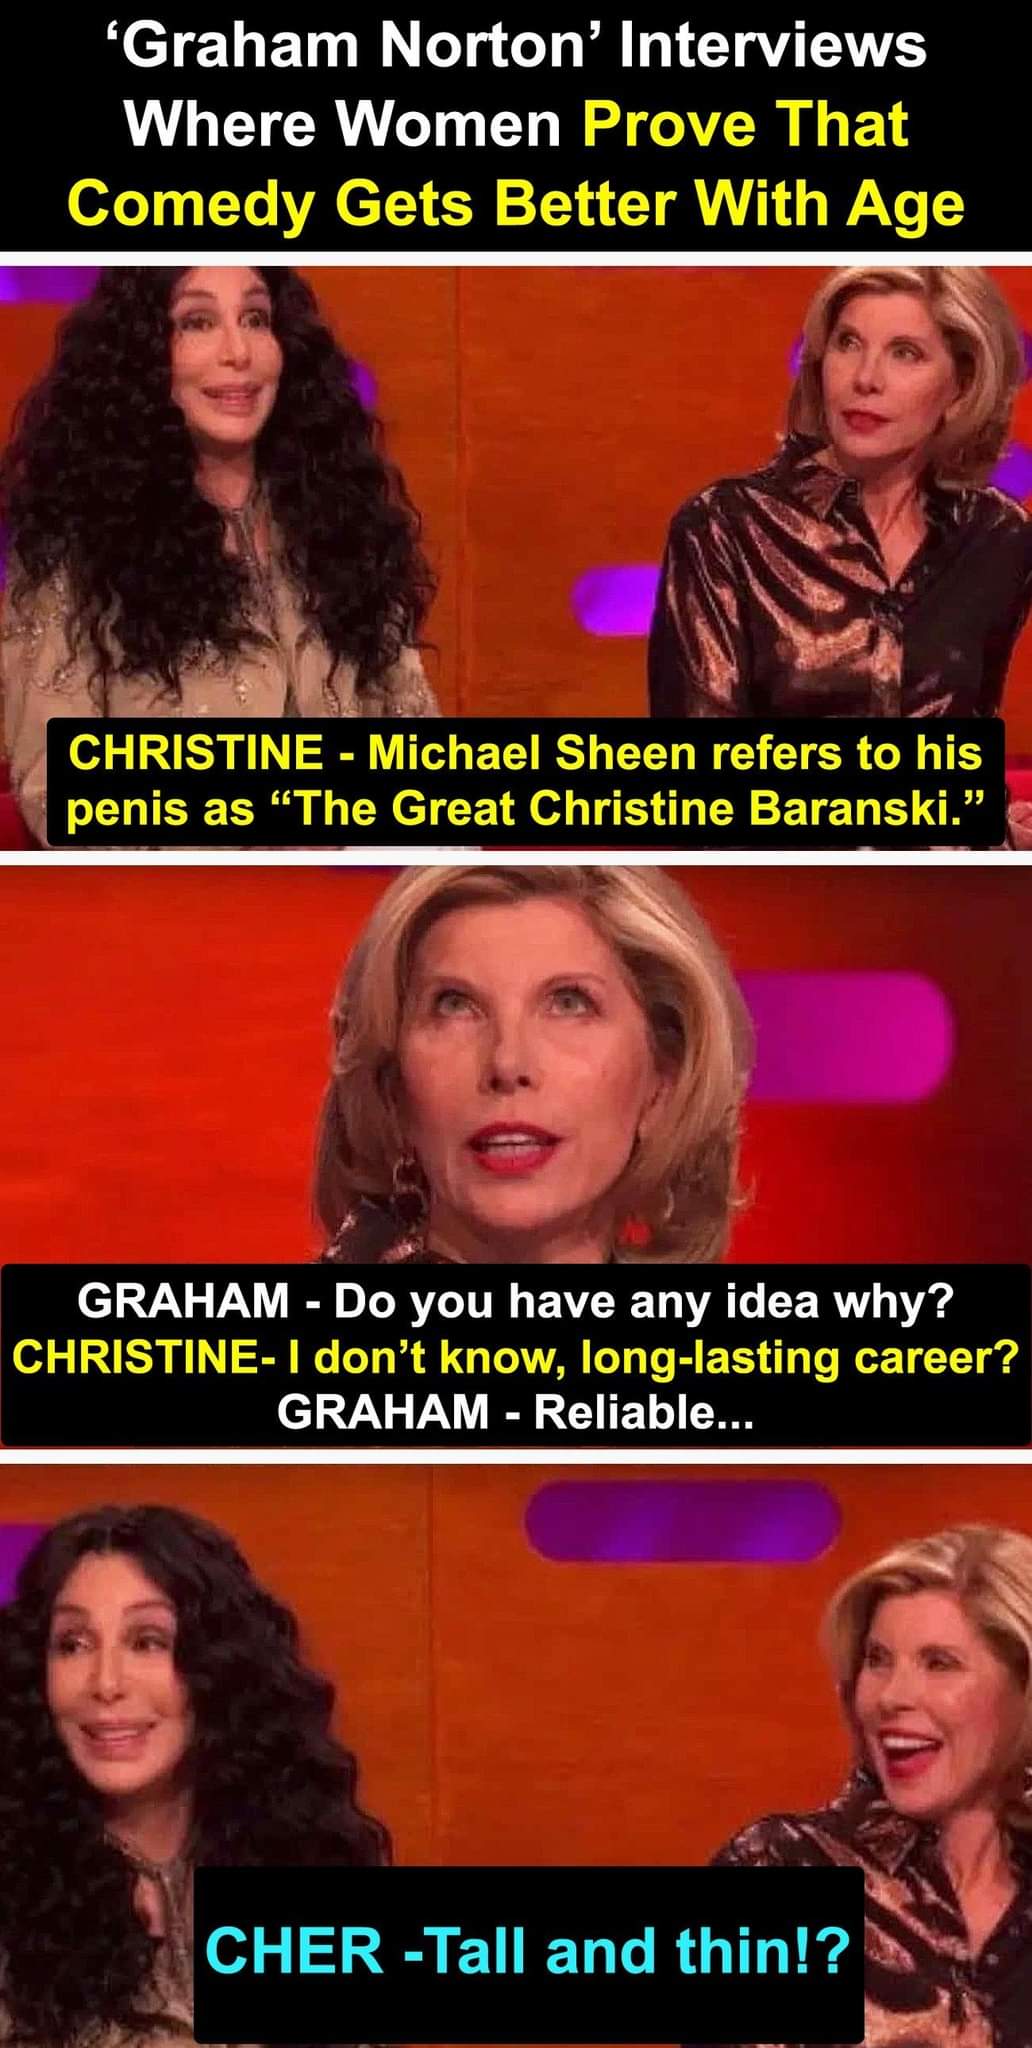 ‘Graham Norton’ Interviews
Where Women Prove That
Comedy Gets Better With Age
CHRISTINE - Michael Sheen refers to his
penis as “The Great Christine Baranski.”
GRAHAM - Do you have any idea why?
CHRISTINE- I don’t know, long-lasting career?
GRAHAM - Reliable...
CHER -Tall and thin!?